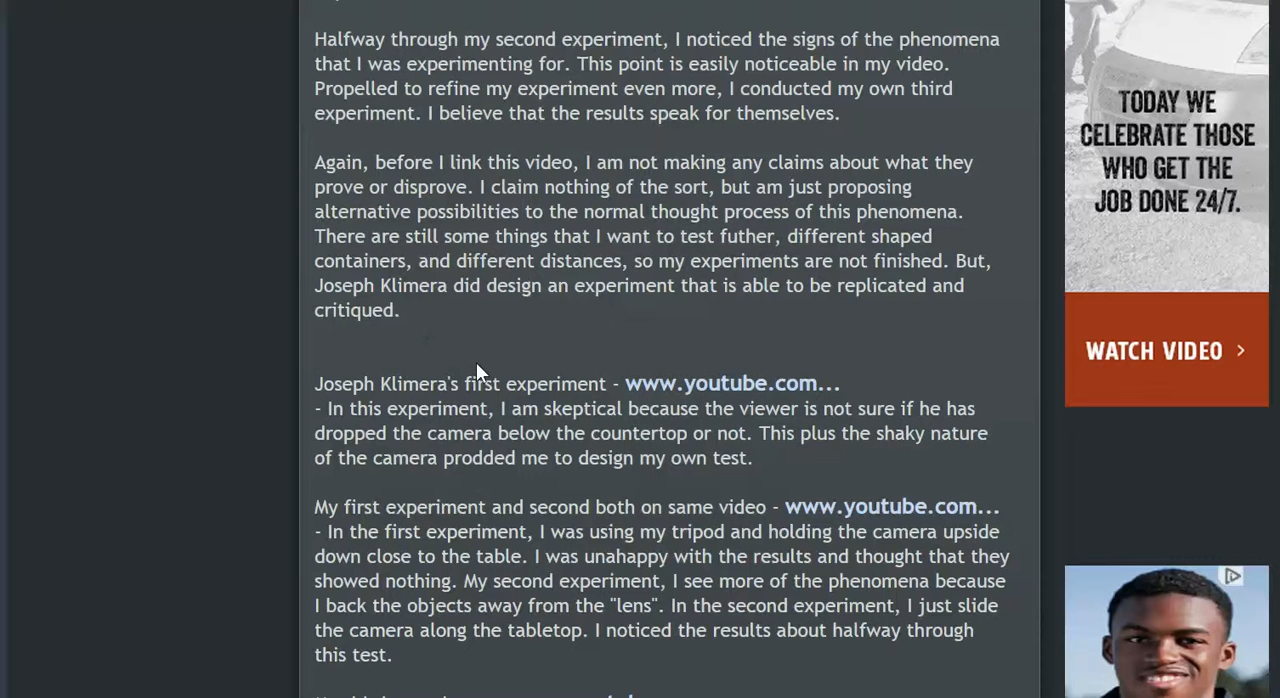 Halfway through my second experiment, I noticed the signs of the phenomena
that I was experimenting for. This point is easily noticeable in my video.
Propelled to refine my experiment even more, I conducted my own third
experiment. I believe that the results speak for themselves.
Again, before I link this video, I am not making any claims about what they
prove or disprove. I claim nothing of the sort, but am just proposing
alternative possibilities to the normal thought process of this phenomena.
There are still some things that I want to test futher, different shaped
containers, and different distances, so my experiments are not finished. But,
Joseph Klimera did design an experiment that is able to be replicated and
critiqued.
Joseph Klimera's first experiment - www.youtube.com...
- In this experiment, I am skeptical because the viewer is not sure if he has
dropped the camera below the countertop or not. This plus the shaky nature
of the camera prodded me to design my own test.
My first experiment and second both on same video - www.youtube.com...
- In the first experiment, I was using my tripod and holding the camera upside
down close to the table. I was unahappy with the results and thought that they
showed nothing. My second experiment, I see more of the phenomena because
I back the objects away from the "lens". In the second experiment, I just slide
the camera along the tabletop. I noticed the results about halfway through
this test.
TODAY WE
CELEBRATE THOSE
WHO GET THE
JOB DONE 24/7.
WATCH VIDEO >